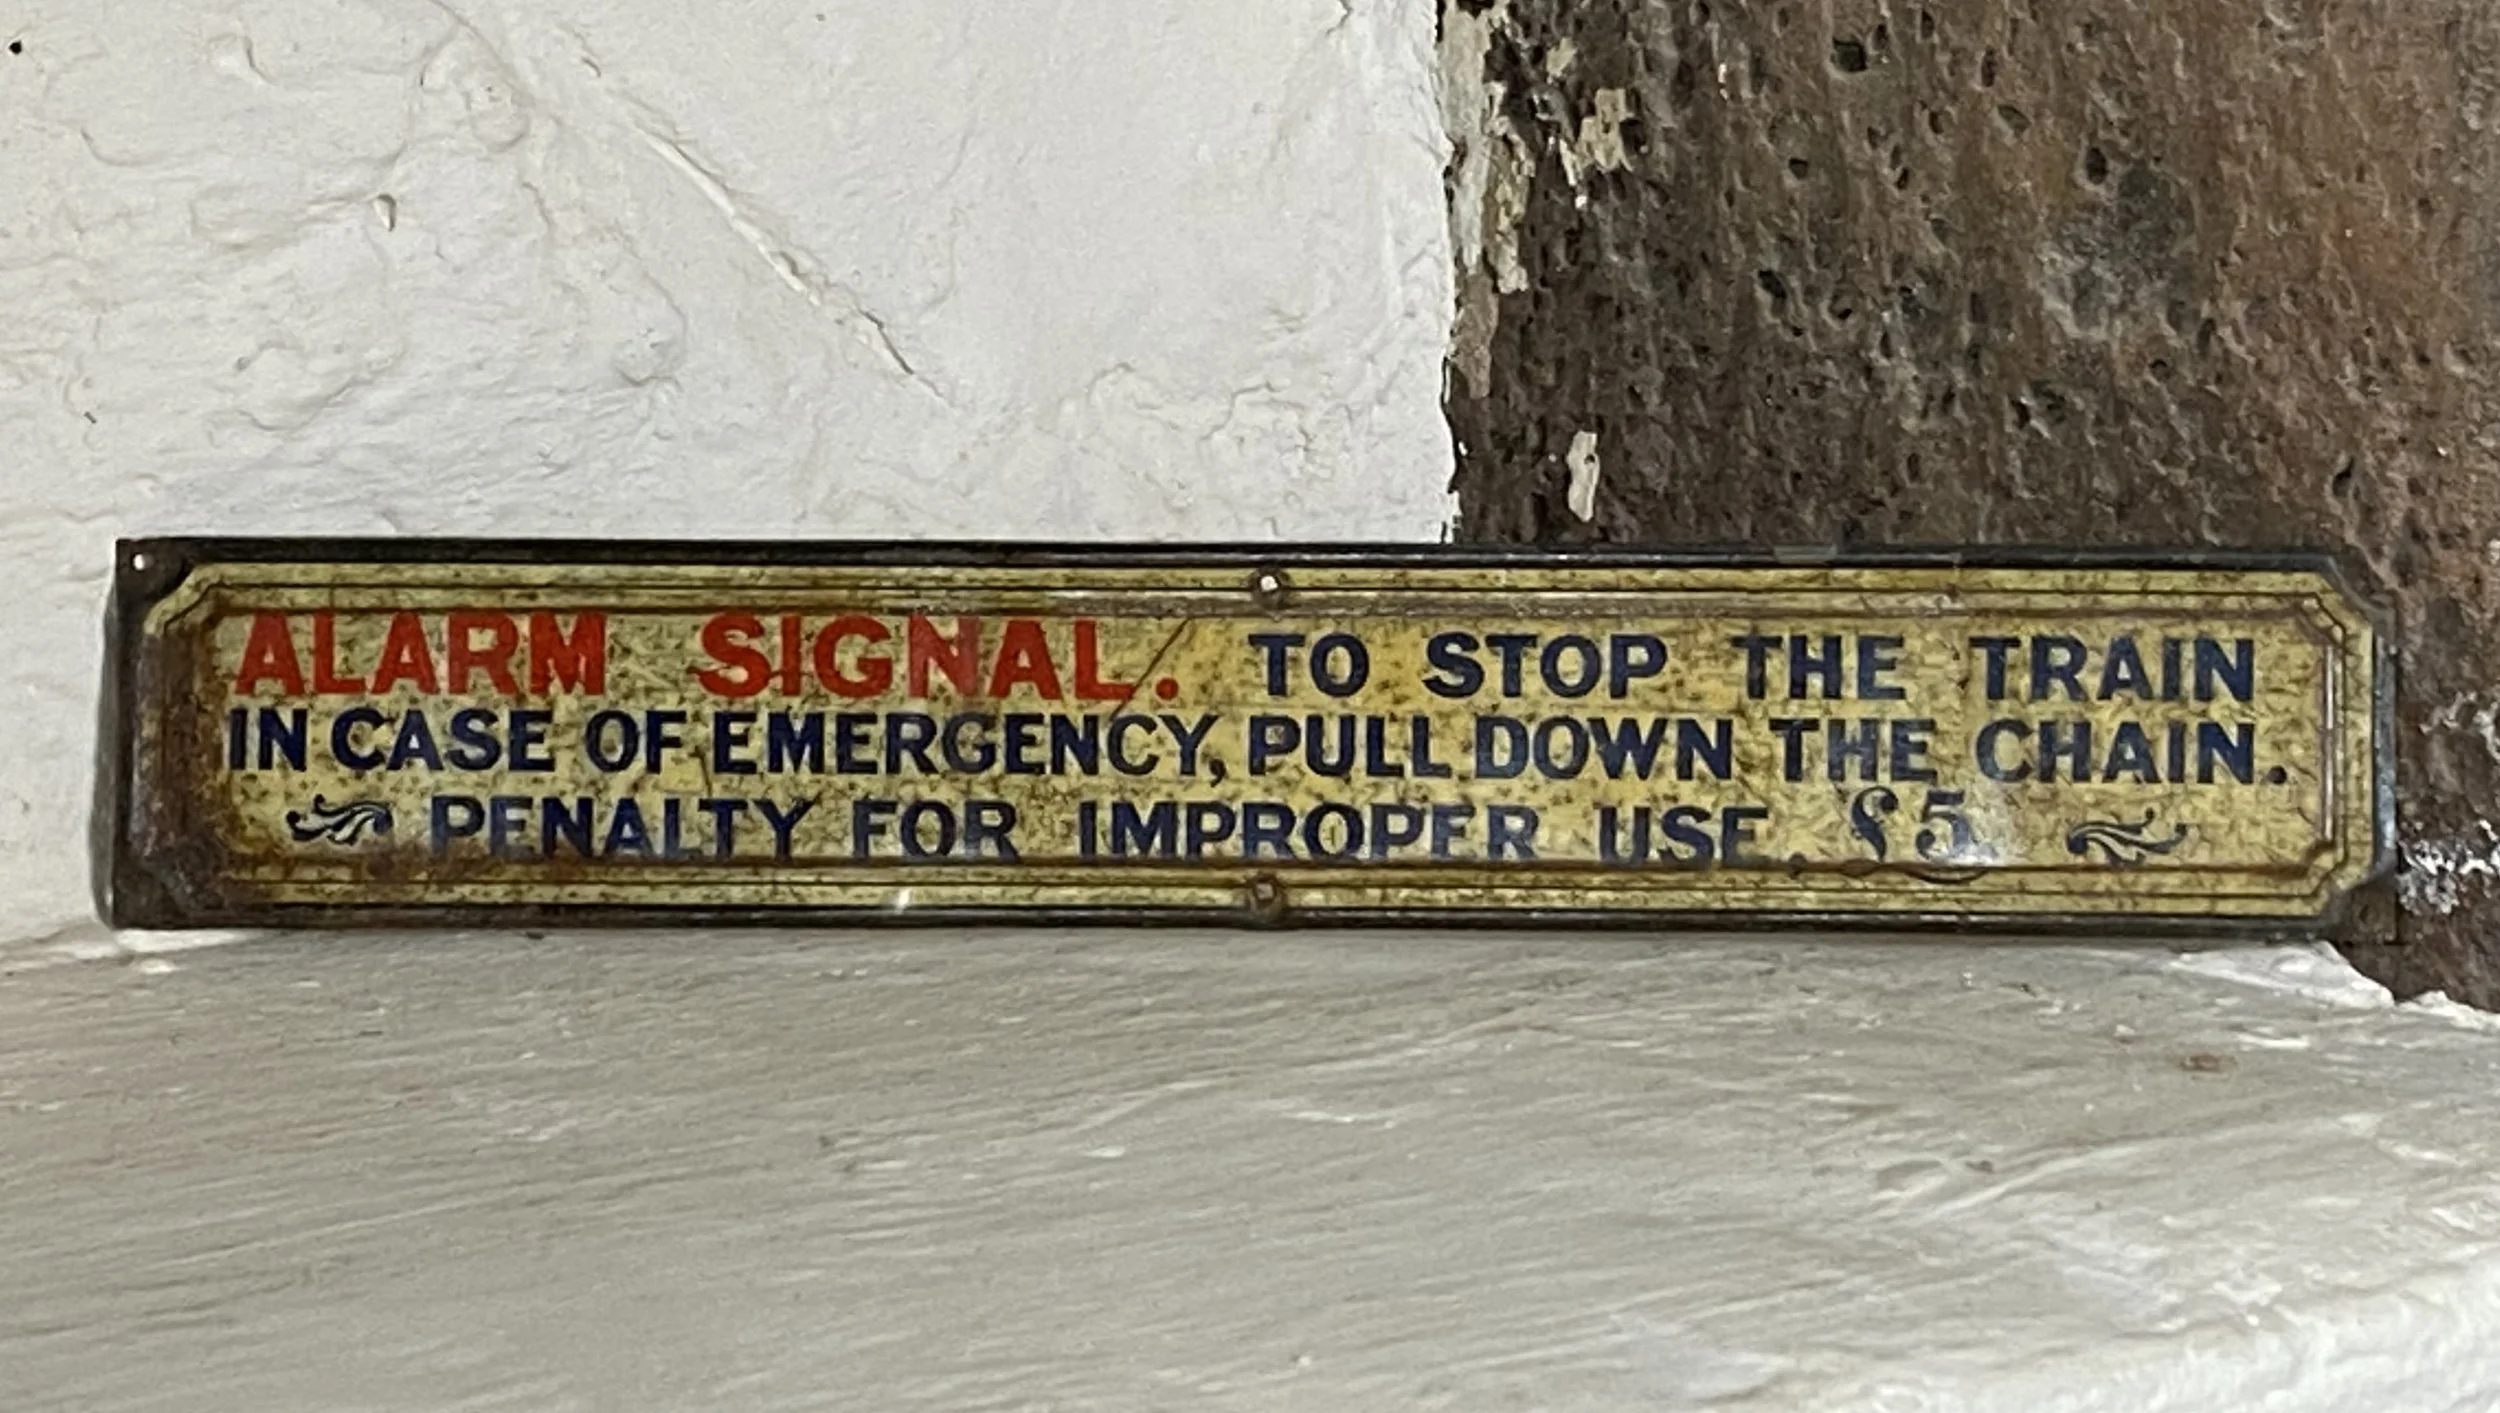 ALARM SIGNAL. TO STOP THE TRAIN
IN CASE OF EMERGENCY, PULL DOWN THE CHAIN.
PENALTY FOR IMPROPER USE. £5